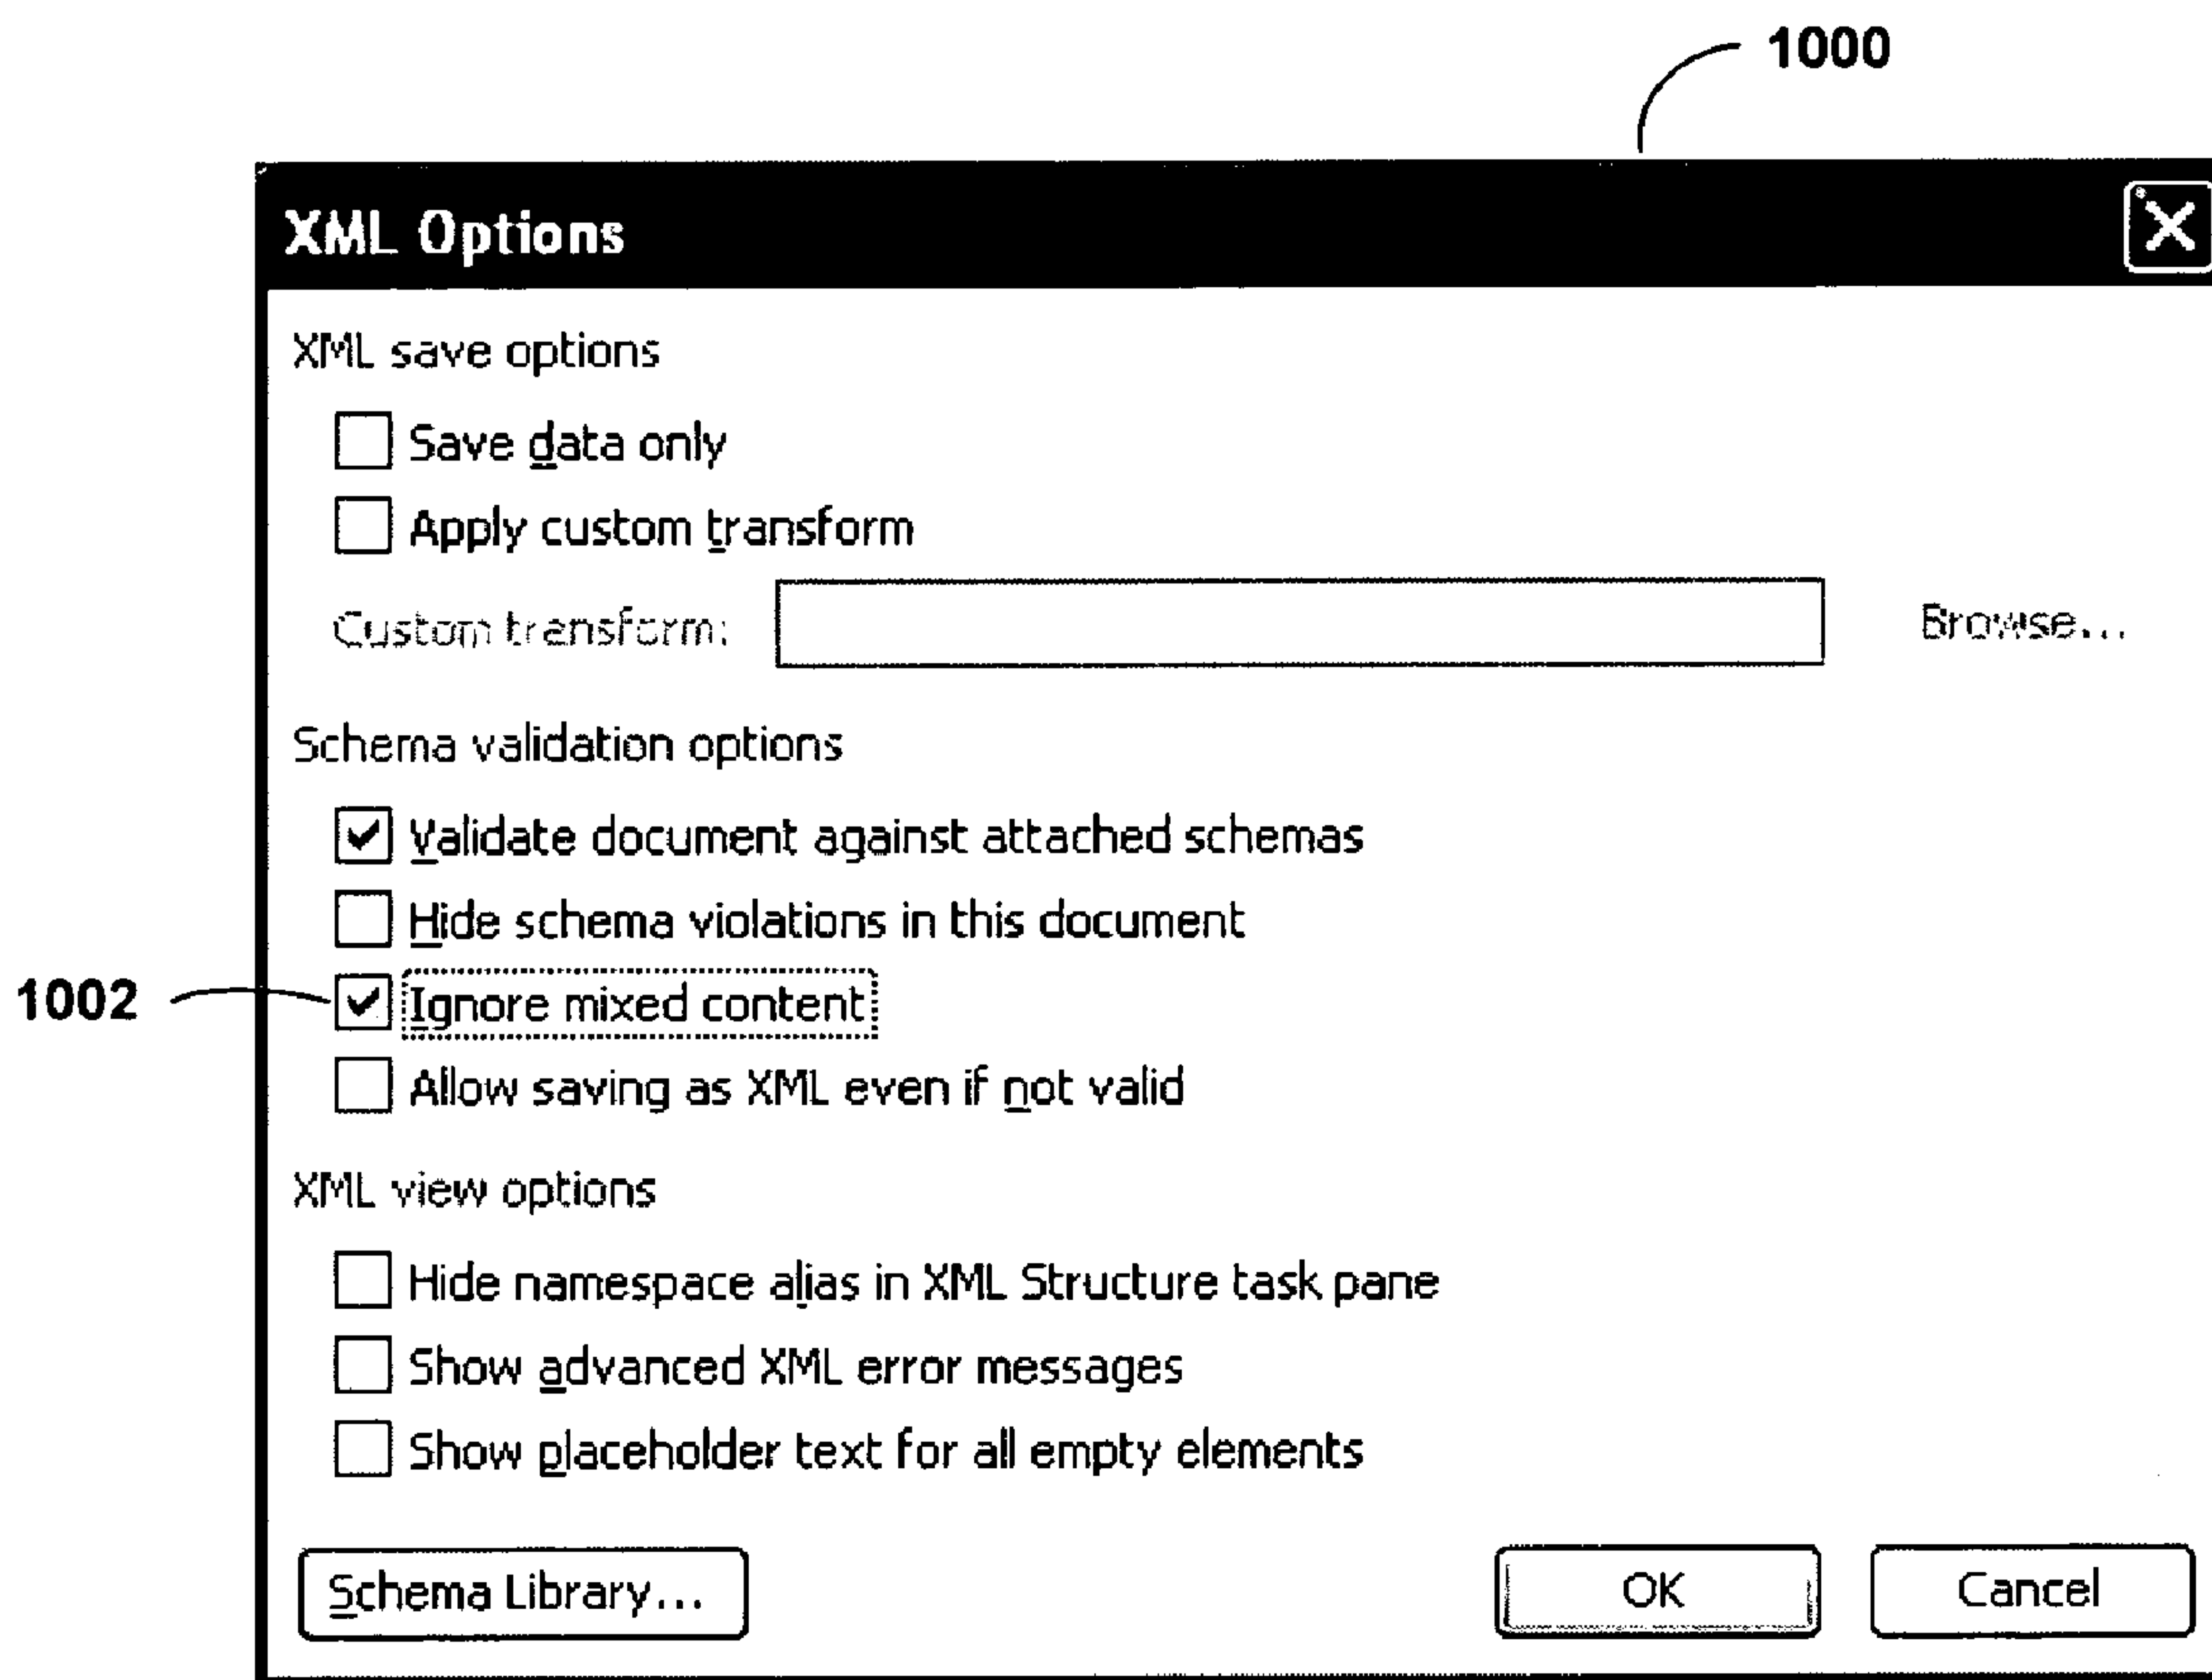 1000
XML Options
XML save options
Save data only
Apply custom transform
Custom transform: Browse...
Schema validation options
Validate document against attached schemas
Hide schema violations in this document
1002 Ignore mixed content
Allow saving as XML even if not valid
XML view options
Hide namespace alias in XML Structure task pane
Show advanced XML error messages
Show placeholder text for all empty elements
Schema Library... OK Cancel